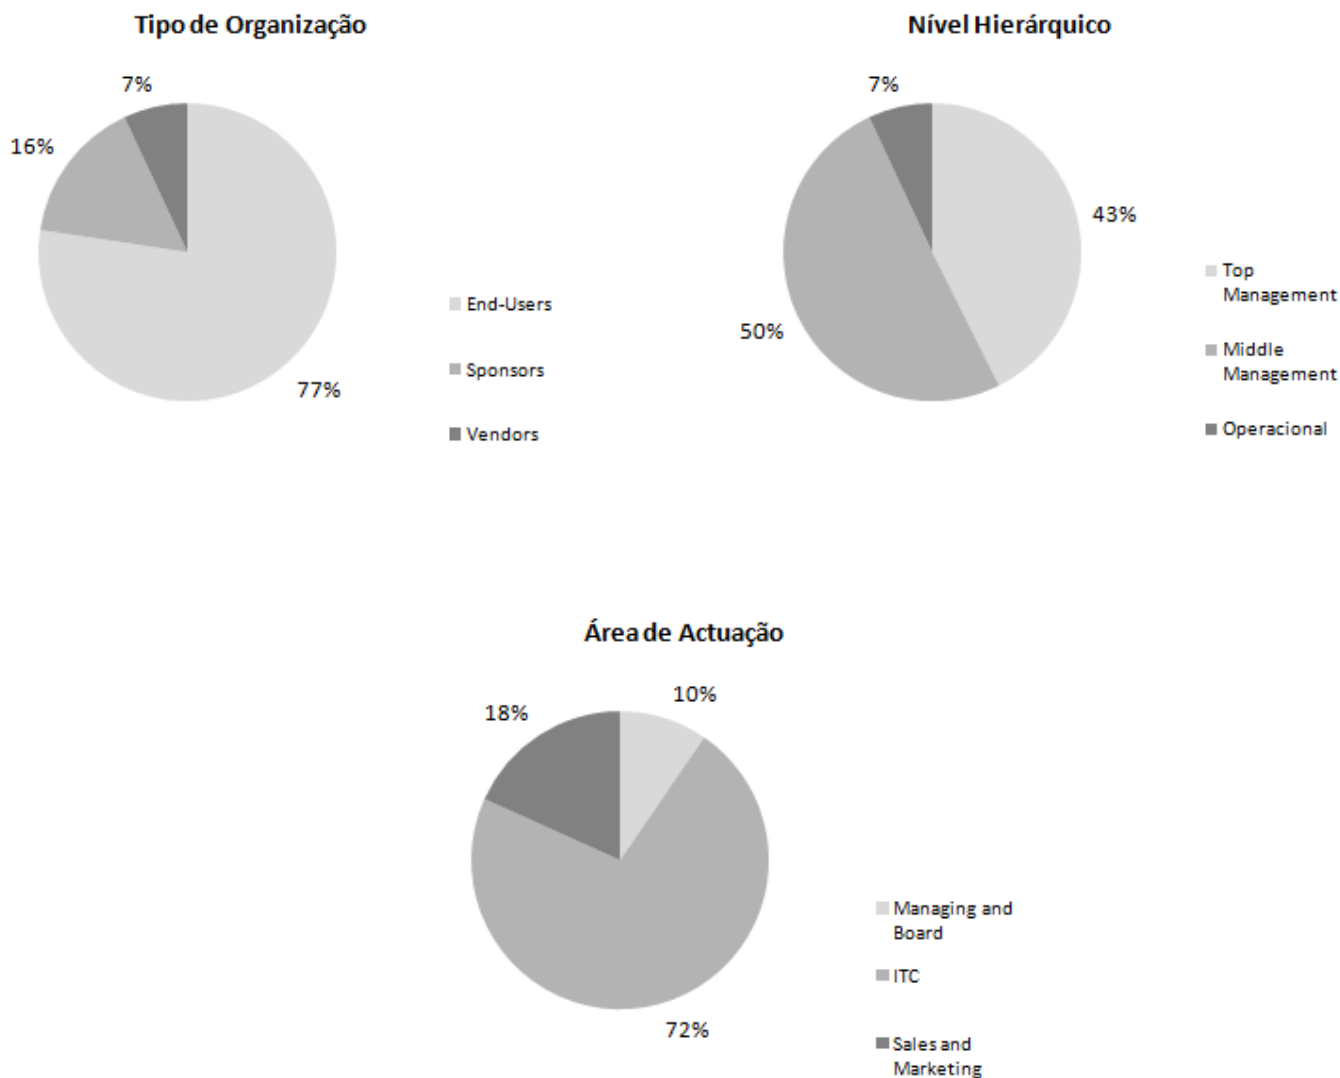 Tipo de Organização
7%
16%
77%
End-Users
Sponsors
Vendors
Nível Hierárquico
7%
43%
50%
Top
Management
Middle
Management
Operacional
Área de Actuação
10%
18%
72%
Managing and
Board
ITC
Sales and
Marketing